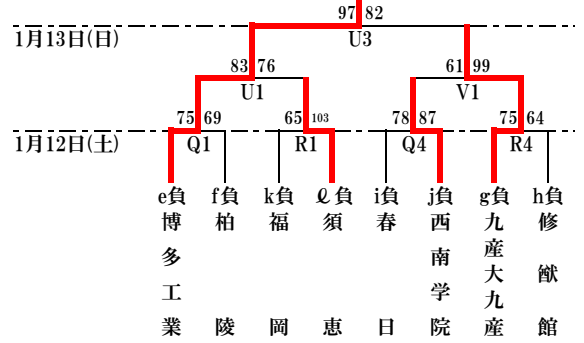 97 82
1月13日(日) U3
83 76 61 99
U1 V1
75 69 65 103 78 87 75 64
1月12日(土) Q1 R1 Q4 R4
e負 f負 k負 ℓ負 i負 j負 g負 h負
博多工業
柏陵
福岡
須恵
春日
西南学院
九産大九産
修猷館